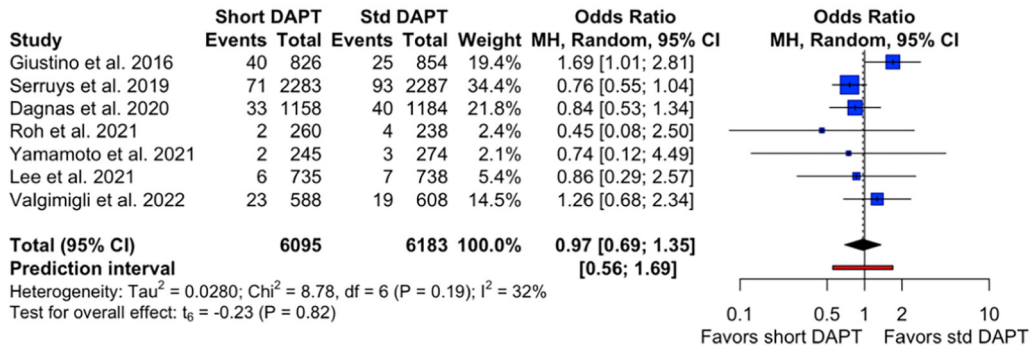 Short DAPT Std DAPT Odds Ratio Odds Ratio
Study Events Total Events Total Weight MH, Random, 95% CI MH, Random, 95% CI
Giustino et al. 2016 40 826 25 854 19.4% 1.69 [1.01; 2.81]
Serruys et al. 2019 71 2283 93 2287 34.4% 0.76 [0.55; 1.04]
Dagnas et al. 2020 33 1158 40 1184 21.8% 0.84 [0.53; 1.34]
Roh et al. 2021 2 260 4 238 2.4% 0.45 [0.08; 2.50]
Yamamoto et al. 2021 2 245 3 274 2.1% 0.74 [0.12; 4.49]
Lee et al. 2021 6 735 7 738 5.4% 0.86 [0.29; 2.57]
Valgimigli et al. 2022 23 588 19 608 14.5% 1.26 [0.68; 2.34]
Total (95% CI) 6095 6183 100.0% 0.97 [0.69; 1.35]
Prediction interval [0.56; 1.69]
Heterogeneity: Tau² = 0.0280; Chi² = 8.78, df = 6 (P = 0.19); I² = 32%
Test for overall effect: t₆ = -0.23 (P = 0.82)
0.1 0.5 1 2 10
Favors short DAPT Favors std DAPT